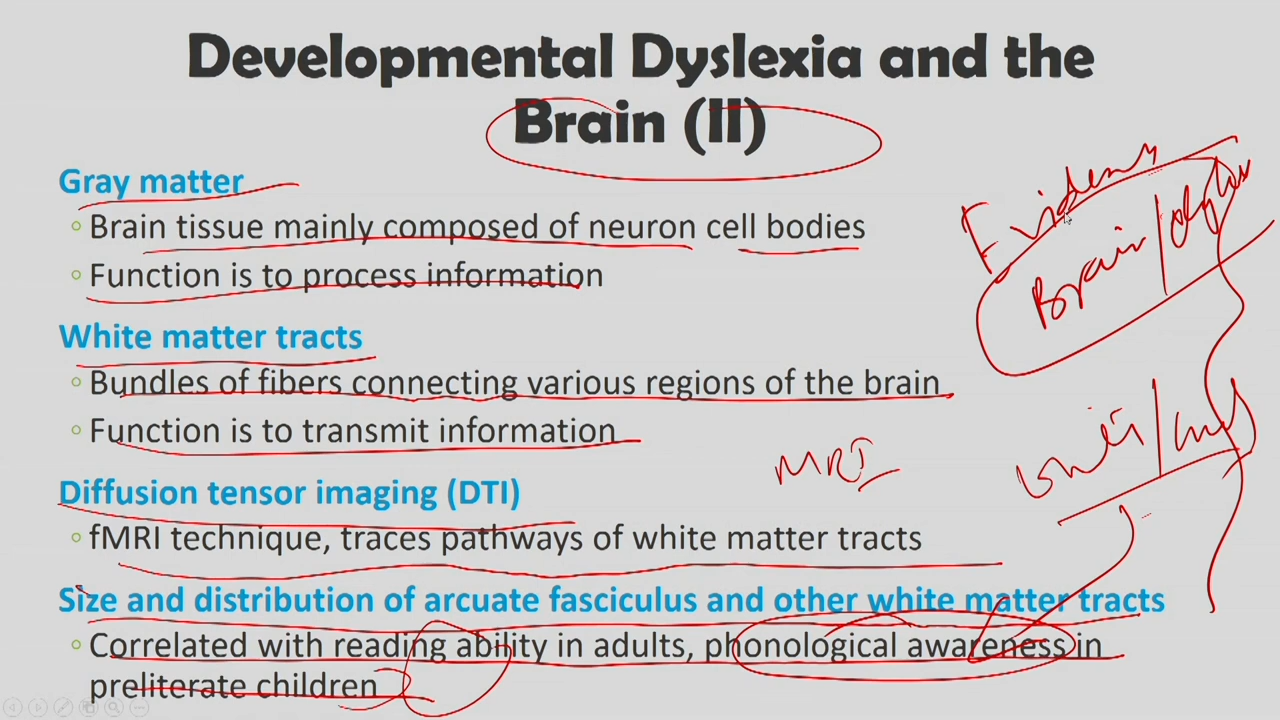 Developmental Dyslexia and the
Brain (II)
Gray matter
◦ Brain tissue mainly composed of neuron cell bodies
◦ Function is to process information
White matter tracts
◦ Bundles of fibers connecting various regions of the brain
◦ Function is to transmit information
Diffusion tensor imaging (DTI)
◦ fMRI technique, traces pathways of white matter tracts
Size and distribution of arcuate fasciculus and other white matter tracts
◦ Correlated with reading ability in adults, phonological awareness in
preliterate children
Brain
MRI